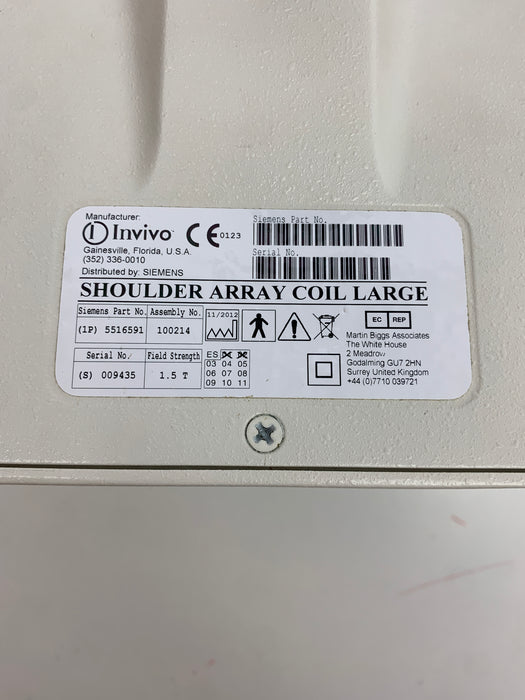 Manufacturer:
Invivo CE 0123
Gainesville, Florida, U.S.A.
(352) 336-0010
Distributed by: SIEMENS
Siemens Part No.
Serial No.
SHOULDER ARRAY COIL LARGE
Siemens Part No. Assembly No.
(1P) 5516591 100214
11/2012
EC REP
Martin Biggs Associates
The White House
2 Meadrow
Godalming GU7 2HN
Surrey United Kingdom
+44 (0)7710 039721
Serial No. Field Strength
(S) 009435 1.5 T
ES
03 04 05
06 07 08
09 10 11